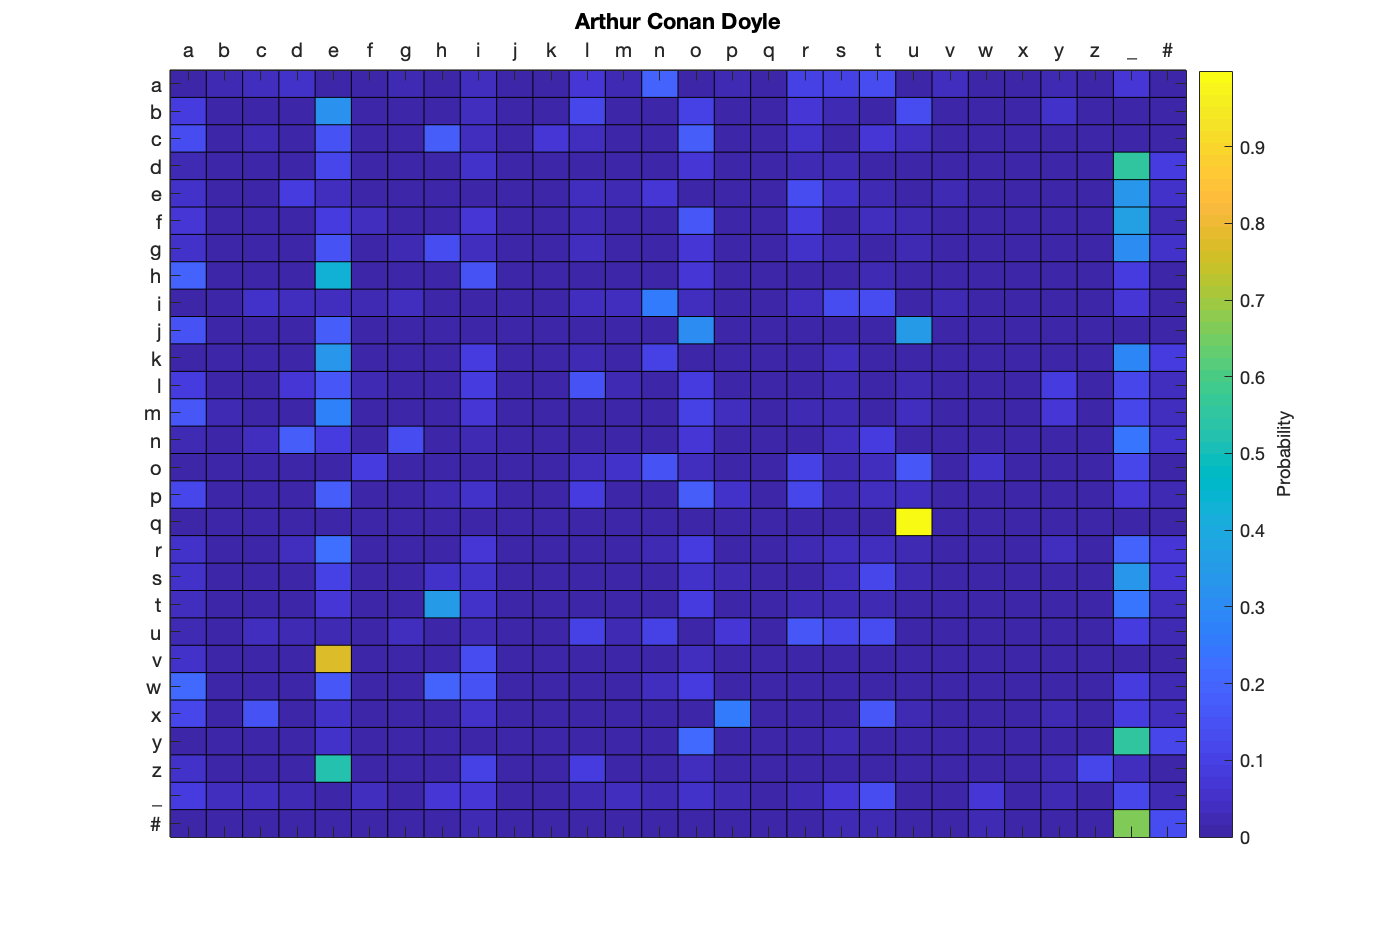 Arthur Conan Doyle
a b c d e f g h i j k l m n o p q r s t u v w x y z _ #
a
b
c
d
e
f
g
h
i
j
k
l
m
n
o
p
q
r
s
t
u
v
w
x
y
z
_
#
0.9
0.8
0.7
0.6
0.5
0.4
0.3
0.2
0.1
0
Probability